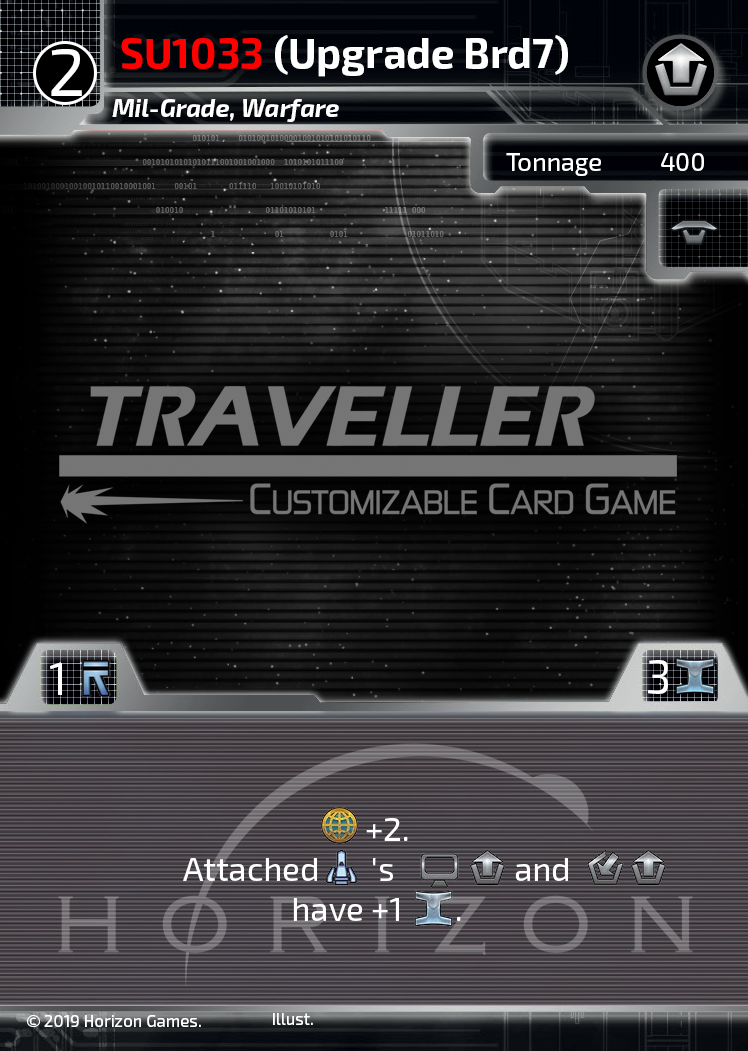 2
SU1033 (Upgrade Brd7)
Mil-Grade, Warfare
Tonnage 400
TRAVELLER
CUSTOMIZABLE CARD GAME
1
3
+2.
Attached 's and
have +1 .
HORIZON
© 2019 Horizon Games.
Illust.